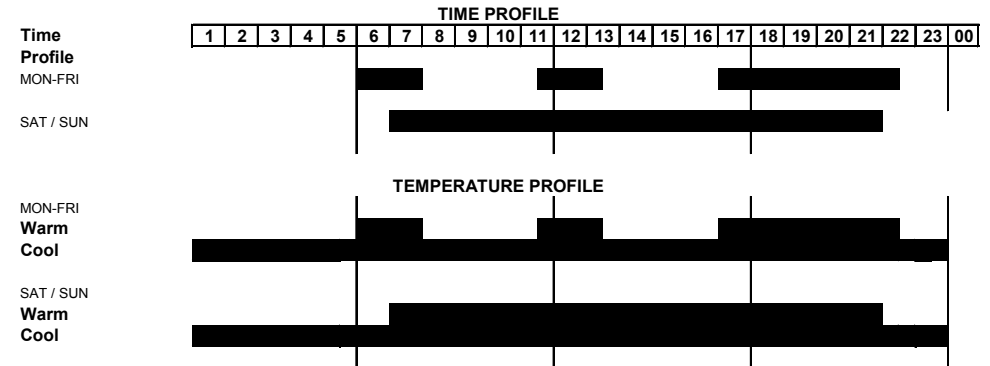 TIME PROFILE
Time 1 2 3 4 5 6 7 8 9 10 11 12 13 14 15 16 17 18 19 20 21 22 23 00
Profile
MON-FRI
SAT / SUN
TEMPERATURE PROFILE
MON-FRI
Warm
Cool
SAT / SUN
Warm
Cool